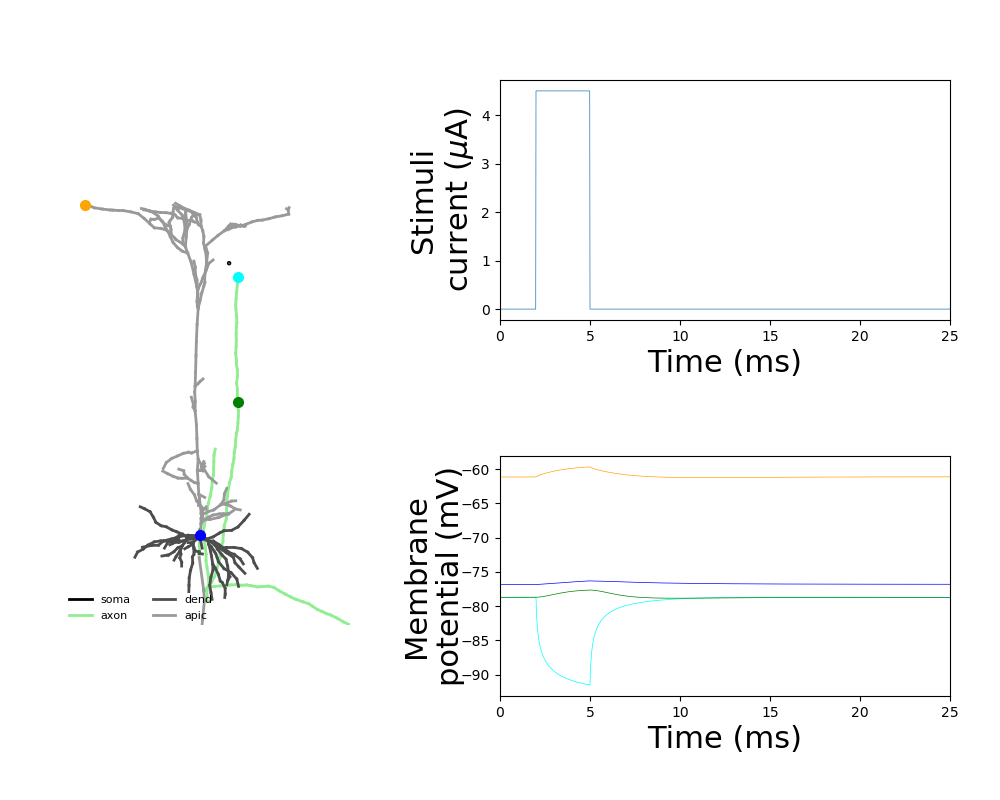 Stimuli
current (μA)
4
3
2
1
0
0 5 10 15 20 25
Time (ms)
soma dend
axon apic
Membrane
potential (mV)
−60
−65
−70
−75
−80
−85
−90
0 5 10 15 20 25
Time (ms)